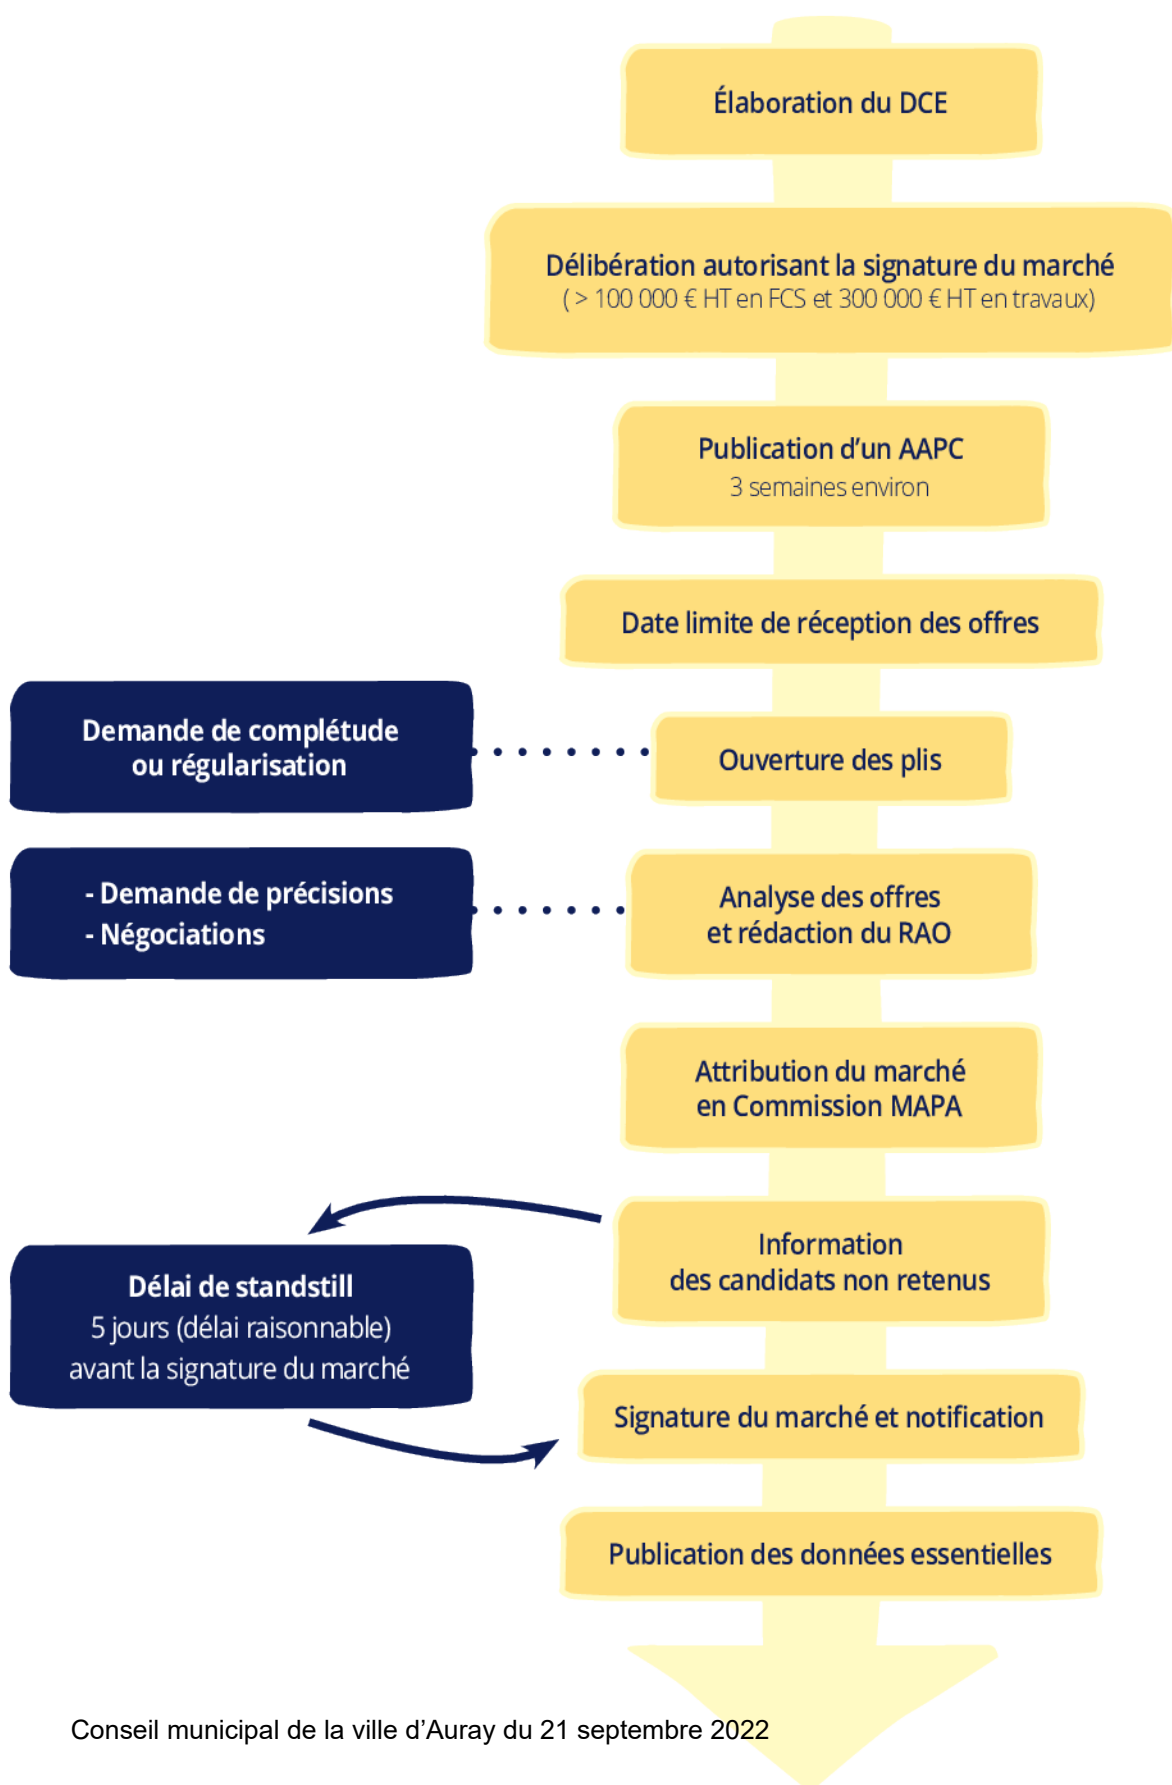 Élaboration du DCE
Délibération autorisant la signature du marché
( > 100 000 € HT en FCS et 300 000 € HT en travaux)
Publication d’un AAPC
3 semaines environ
Date limite de réception des offres
Demande de complétude
ou régularisation
Ouverture des plis
- Demande de précisions
- Négociations
Analyse des offres
et rédaction du RAO
Attribution du marché
en Commission MAPA
Information
des candidats non retenus
Délai de standstill
5 jours (délai raisonnable)
avant la signature du marché
Signature du marché et notification
Publication des données essentielles
Conseil municipal de la ville d’Auray du 21 septembre 2022